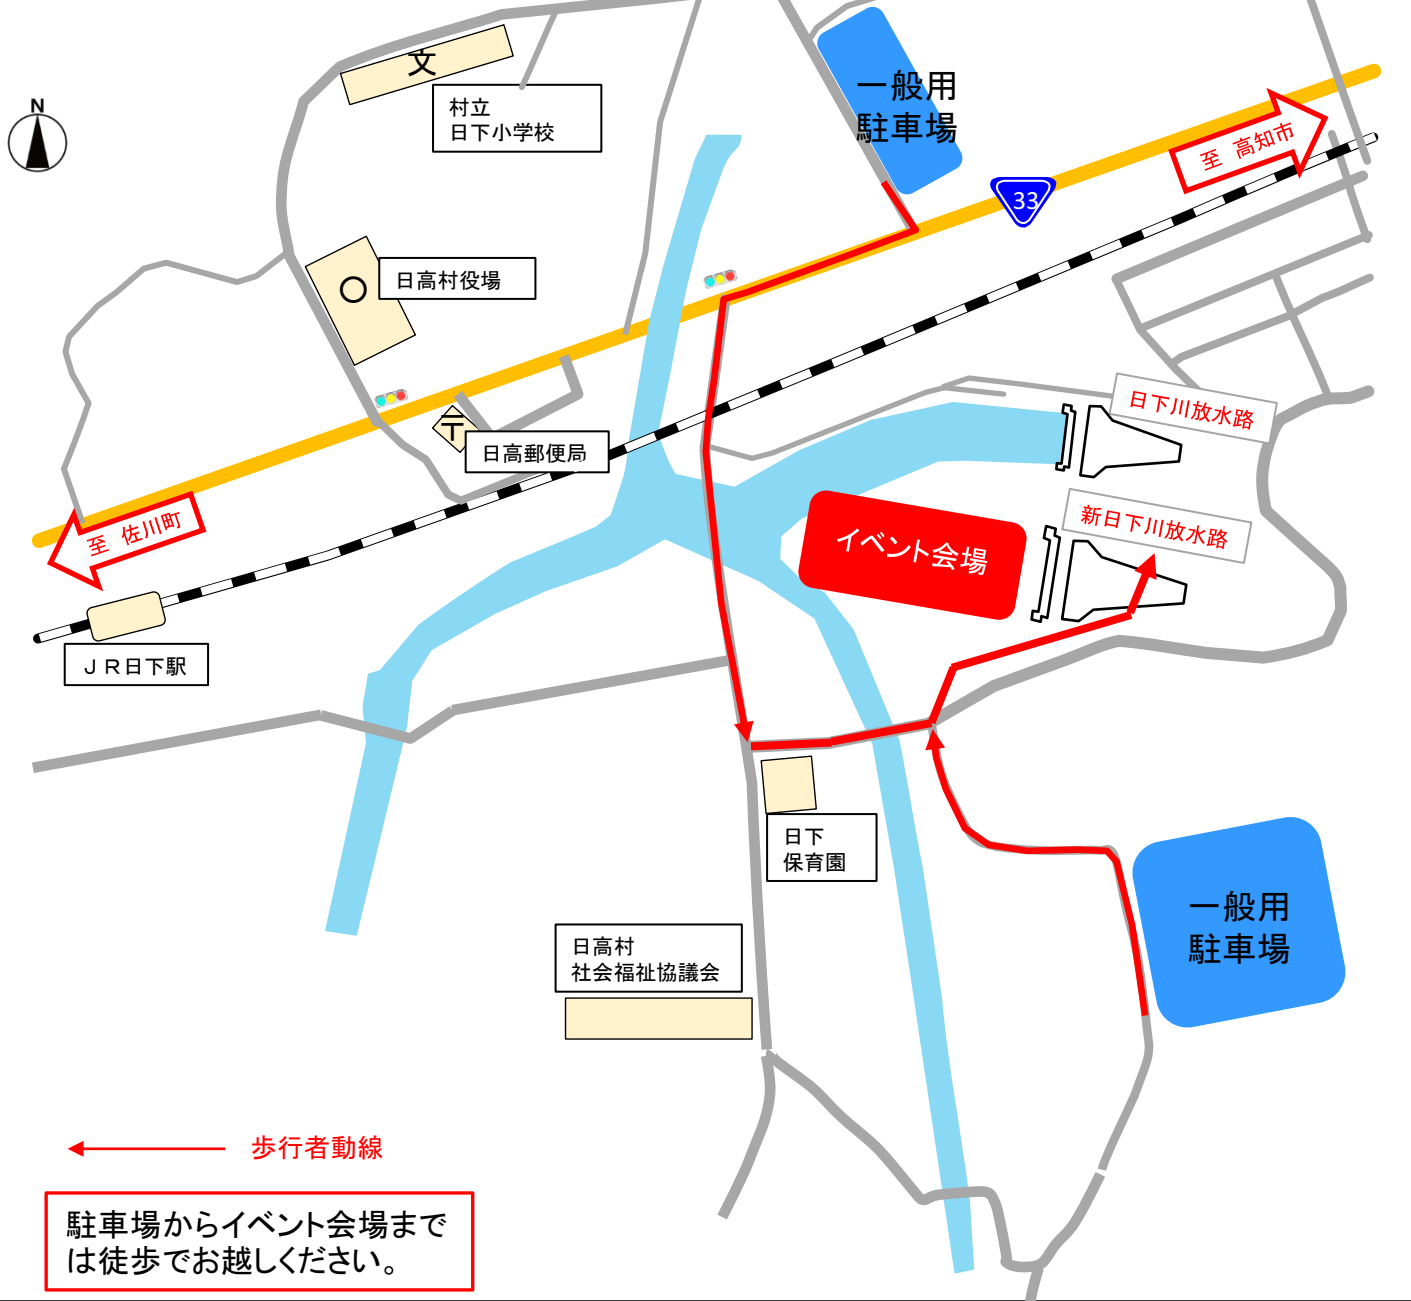 文
村立
日下小学校
N
一般用
駐車場
至 高知市
33
日高村役場
日下川放水路
〒
日高郵便局
新日下川放水路
至 佐川町
イベント会場
ＪＲ日下駅
日下
保育園
一般用
駐車場
日高村
社会福祉協議会
歩行者動線
駐車場からイベント会場まで
は徒歩でお越しください。